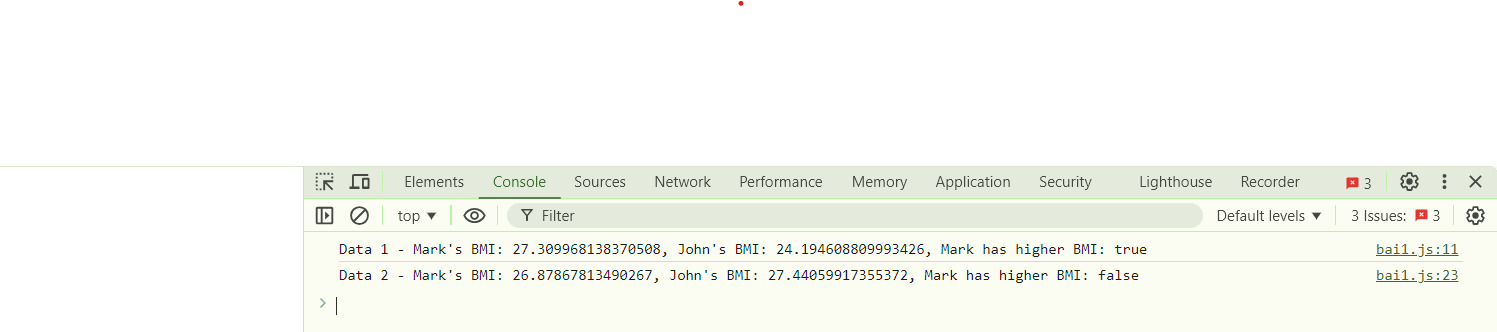 Elements Console Sources Network Performance Memory Application Security Lighthouse Recorder 3
top Filter Default levels 3 Issues: 3
Data 1 - Mark's BMI: 27.309968138370508, John's BMI: 24.194608809993426, Mark has higher BMI: true bai1.js:11
Data 2 - Mark's BMI: 26.87867813490267, John's BMI: 27.44059917355372, Mark has higher BMI: false bai1.js:23